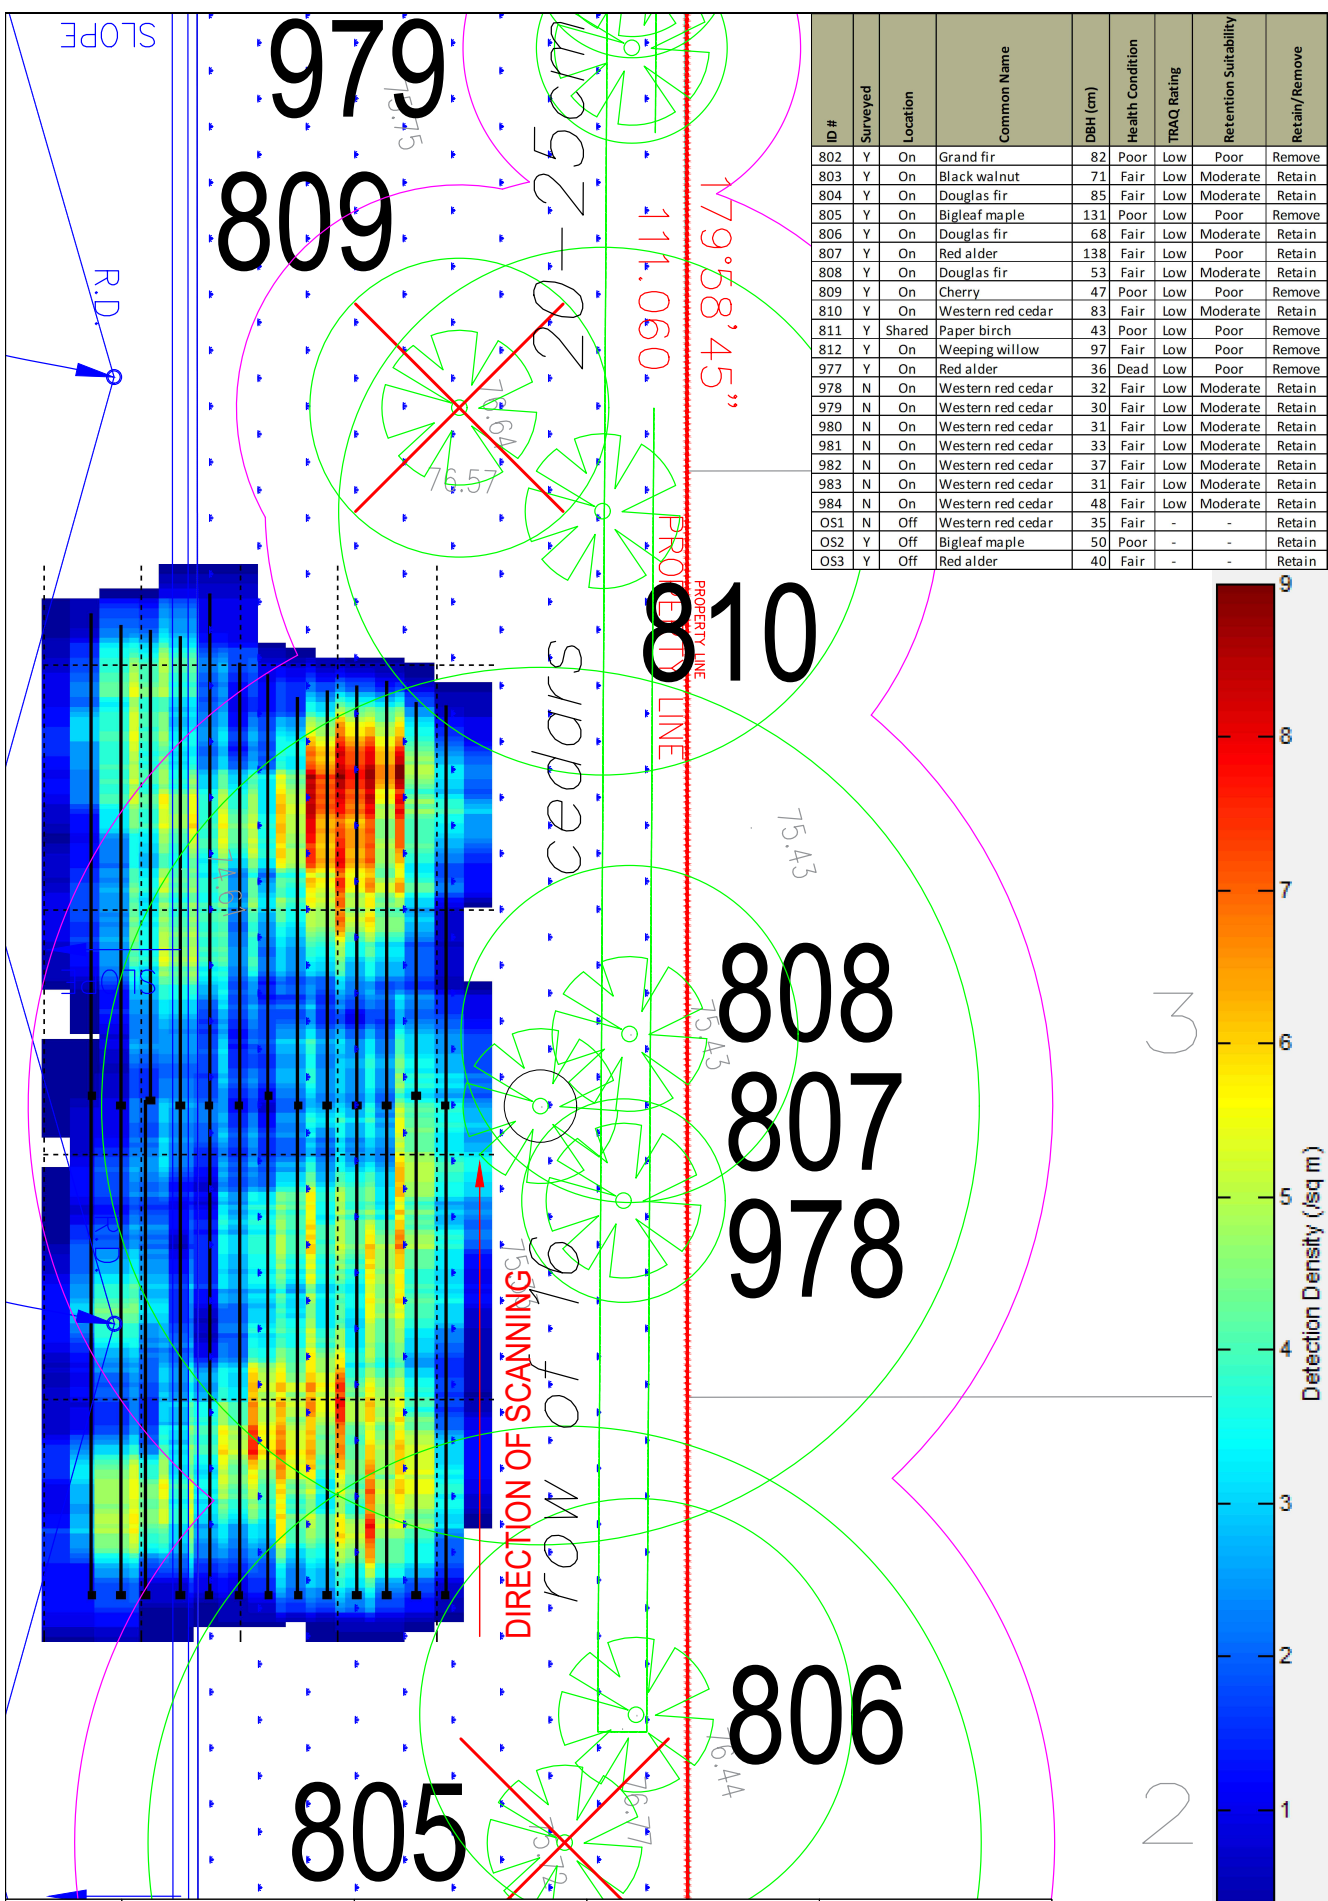 SLOPE
979
75.75
809
R.D.
20-25cm
179°58'45"
111.060
76.64
76.57
PROPERTY LINE
PROPERTY LINE
810
cedars
75.43
74.61
SLOPE
808
75.43
807
978
R.D.
3
DIRECTION OF SCANNING
row of 16
806
76.44
76.77
805
2
ID # Surveyed Location Common Name DBH (cm) Health Condition TRAQ Rating Retention Suitability Retain/Remove
802 Y On Grand fir 82 Poor Low Poor Remove
803 Y On Black walnut 71 Fair Low Moderate Retain
804 Y On Douglas fir 85 Fair Low Moderate Retain
805 Y On Bigleaf maple 131 Poor Low Poor Remove
806 Y On Douglas fir 68 Fair Low Moderate Retain
807 Y On Red alder 138 Fair Low Poor Retain
808 Y On Douglas fir 53 Fair Low Moderate Retain
809 Y On Cherry 47 Poor Low Poor Remove
810 Y On Western red cedar 83 Fair Low Moderate Retain
811 Y Shared Paper birch 43 Poor Low Poor Remove
812 Y On Weeping willow 97 Fair Low Poor Remove
977 Y On Red alder 36 Dead Low Poor Remove
978 N On Western red cedar 32 Fair Low Moderate Retain
979 N On Western red cedar 30 Fair Low Moderate Retain
980 N On Western red cedar 31 Fair Low Moderate Retain
981 N On Western red cedar 33 Fair Low Moderate Retain
982 N On Western red cedar 37 Fair Low Moderate Retain
983 N On Western red cedar 31 Fair Low Moderate Retain
984 N On Western red cedar 48 Fair Low Moderate Retain
OS1 N Off Western red cedar 35 Fair - - Retain
OS2 Y Off Bigleaf maple 50 Poor - - Retain
OS3 Y Off Red alder 40 Fair - - Retain
9
8
7
6
5
4
3
2
1
Detection Density (/sq m)